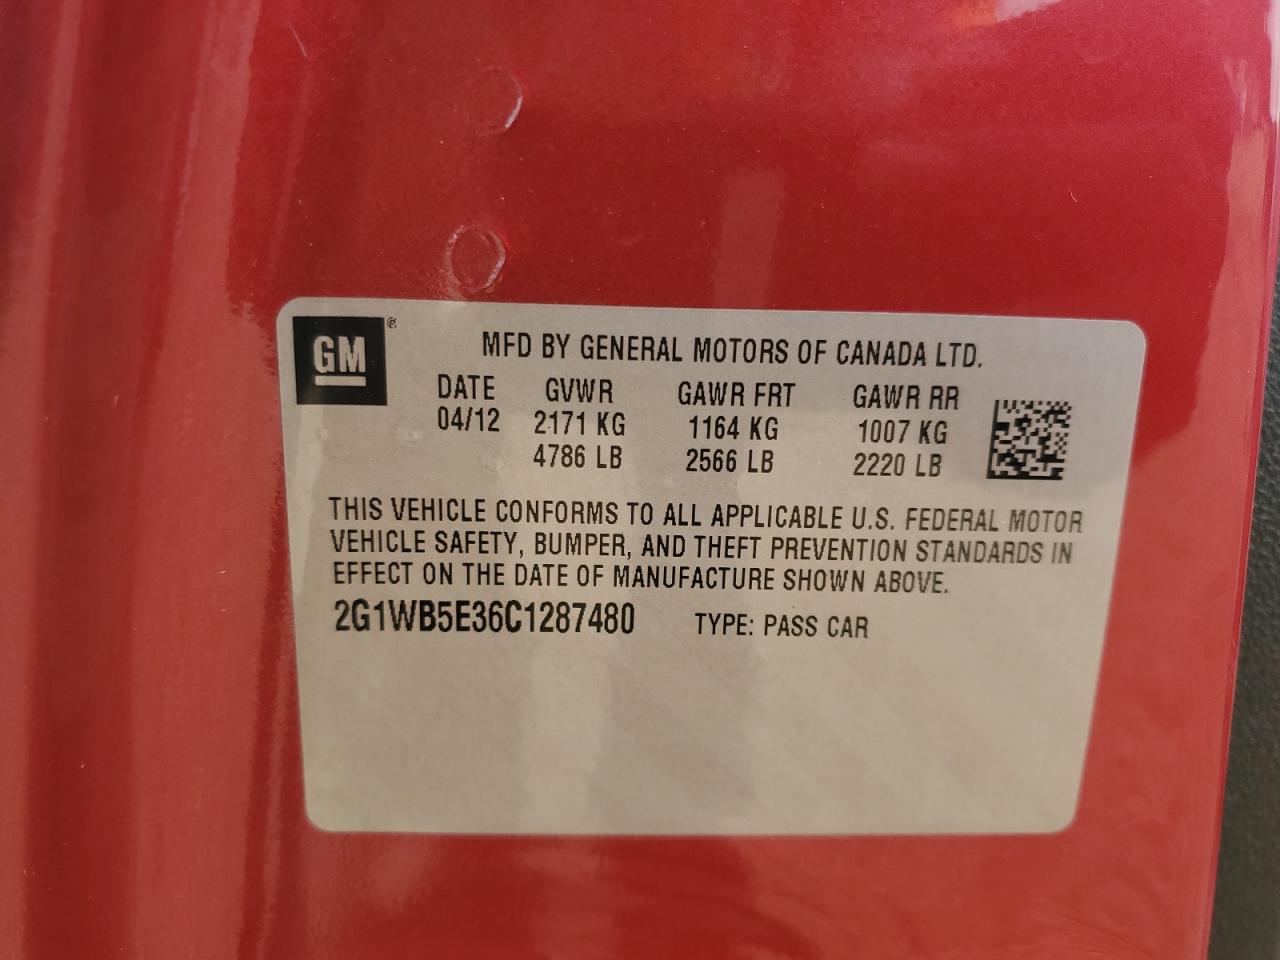 GM ®
MFD BY GENERAL MOTORS OF CANADA LTD.
DATE GVWR GAWR FRT GAWR RR
04/12 2171 KG 1164 KG 1007 KG
4786 LB 2566 LB 2220 LB
THIS VEHICLE CONFORMS TO ALL APPLICABLE U.S. FEDERAL MOTOR
VEHICLE SAFETY, BUMPER, AND THEFT PREVENTION STANDARDS IN
EFFECT ON THE DATE OF MANUFACTURE SHOWN ABOVE.
2G1WB5E36C1287480 TYPE: PASS CAR